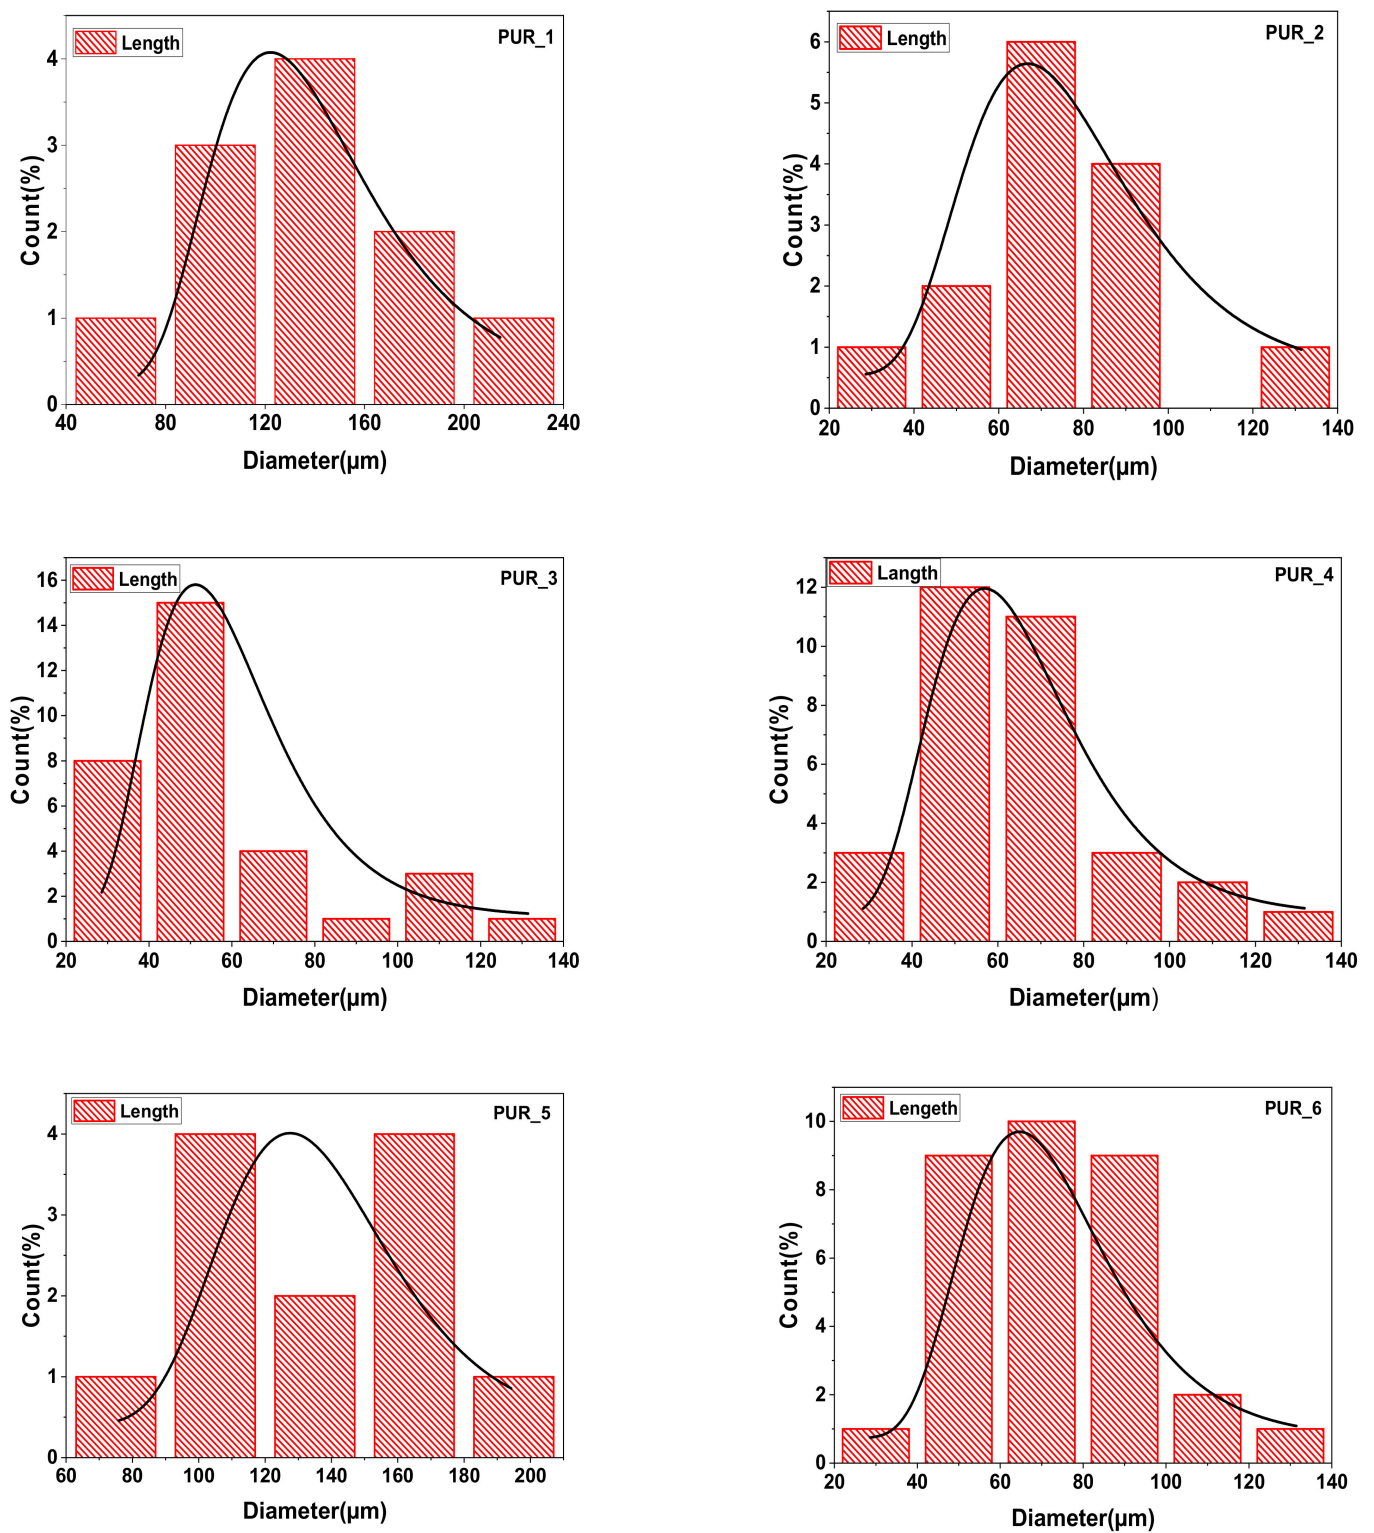 Length
PUR_1
Count(%)
4
3
2
1
0
40 80 120 160 200 240
Diameter(µm)
Length
PUR_2
Count(%)
6
5
4
3
2
1
0
20 40 60 80 100 120 140
Diameter(µm)
Length
PUR_3
Count(%)
16
14
12
10
8
6
4
2
0
20 40 60 80 100 120 140
Diameter(µm)
Langth
PUR_4
Count(%)
12
10
8
6
4
2
0
20 40 60 80 100 120 140
Diameter(µm)
Length
PUR_5
Count(%)
4
3
2
1
0
60 80 100 120 140 160 180 200
Diameter(µm)
Lengeth
PUR_6
Count(%)
10
8
6
4
2
0
20 40 60 80 100 120 140
Diameter(µm)